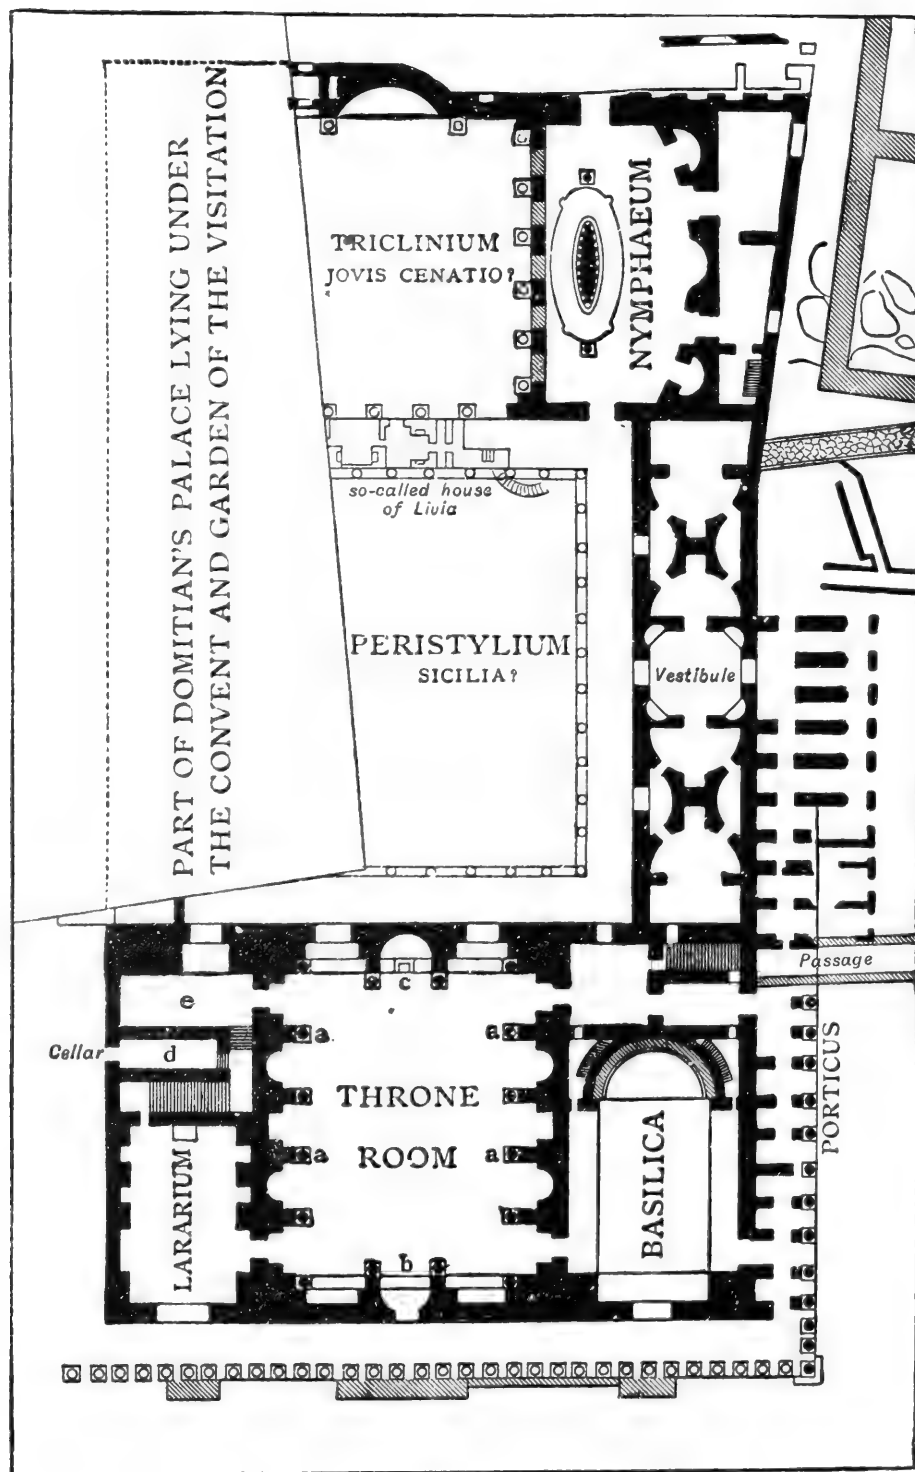 PART OF DOMITIAN'S PALACE LYING UNDER
THE CONVENT AND GARDEN OF THE VISITATION
TRICLINIUM
JOVIS CENATIO?
NYMPHAEUM
so-called house
of Livia
PERISTYLIUM
SICILIA?
Vestibule
Passage
c
e
a
a
Cellar
d
THRONE
ROOM
a
a
PORTICUS
LARARIUM
BASILICA
b